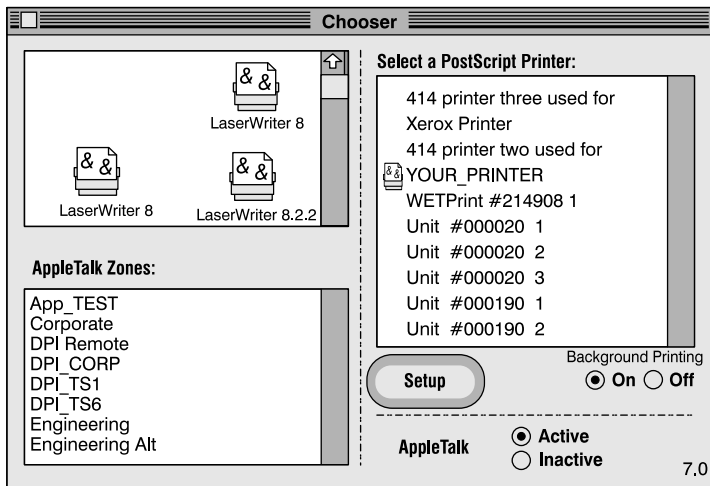 Chooser
& &
LaserWriter 8
& &
LaserWriter 8
& &
LaserWriter 8.2.2
AppleTalk Zones:
App_TEST
Corporate
DPI Remote
DPI_CORP
DPI_TS1
DPI_TS6
Engineering
Engineering Alt
Select a PostScript Printer:
414 printer three used for
Xerox Printer
414 printer two used for
& &
YOUR_PRINTER
WETPrint #214908 1
Unit #000020 1
Unit #000020 2
Unit #000020 3
Unit #000190 1
Unit #000190 2
Setup
Background Printing
On Off
AppleTalk
Active
Inactive
7.0